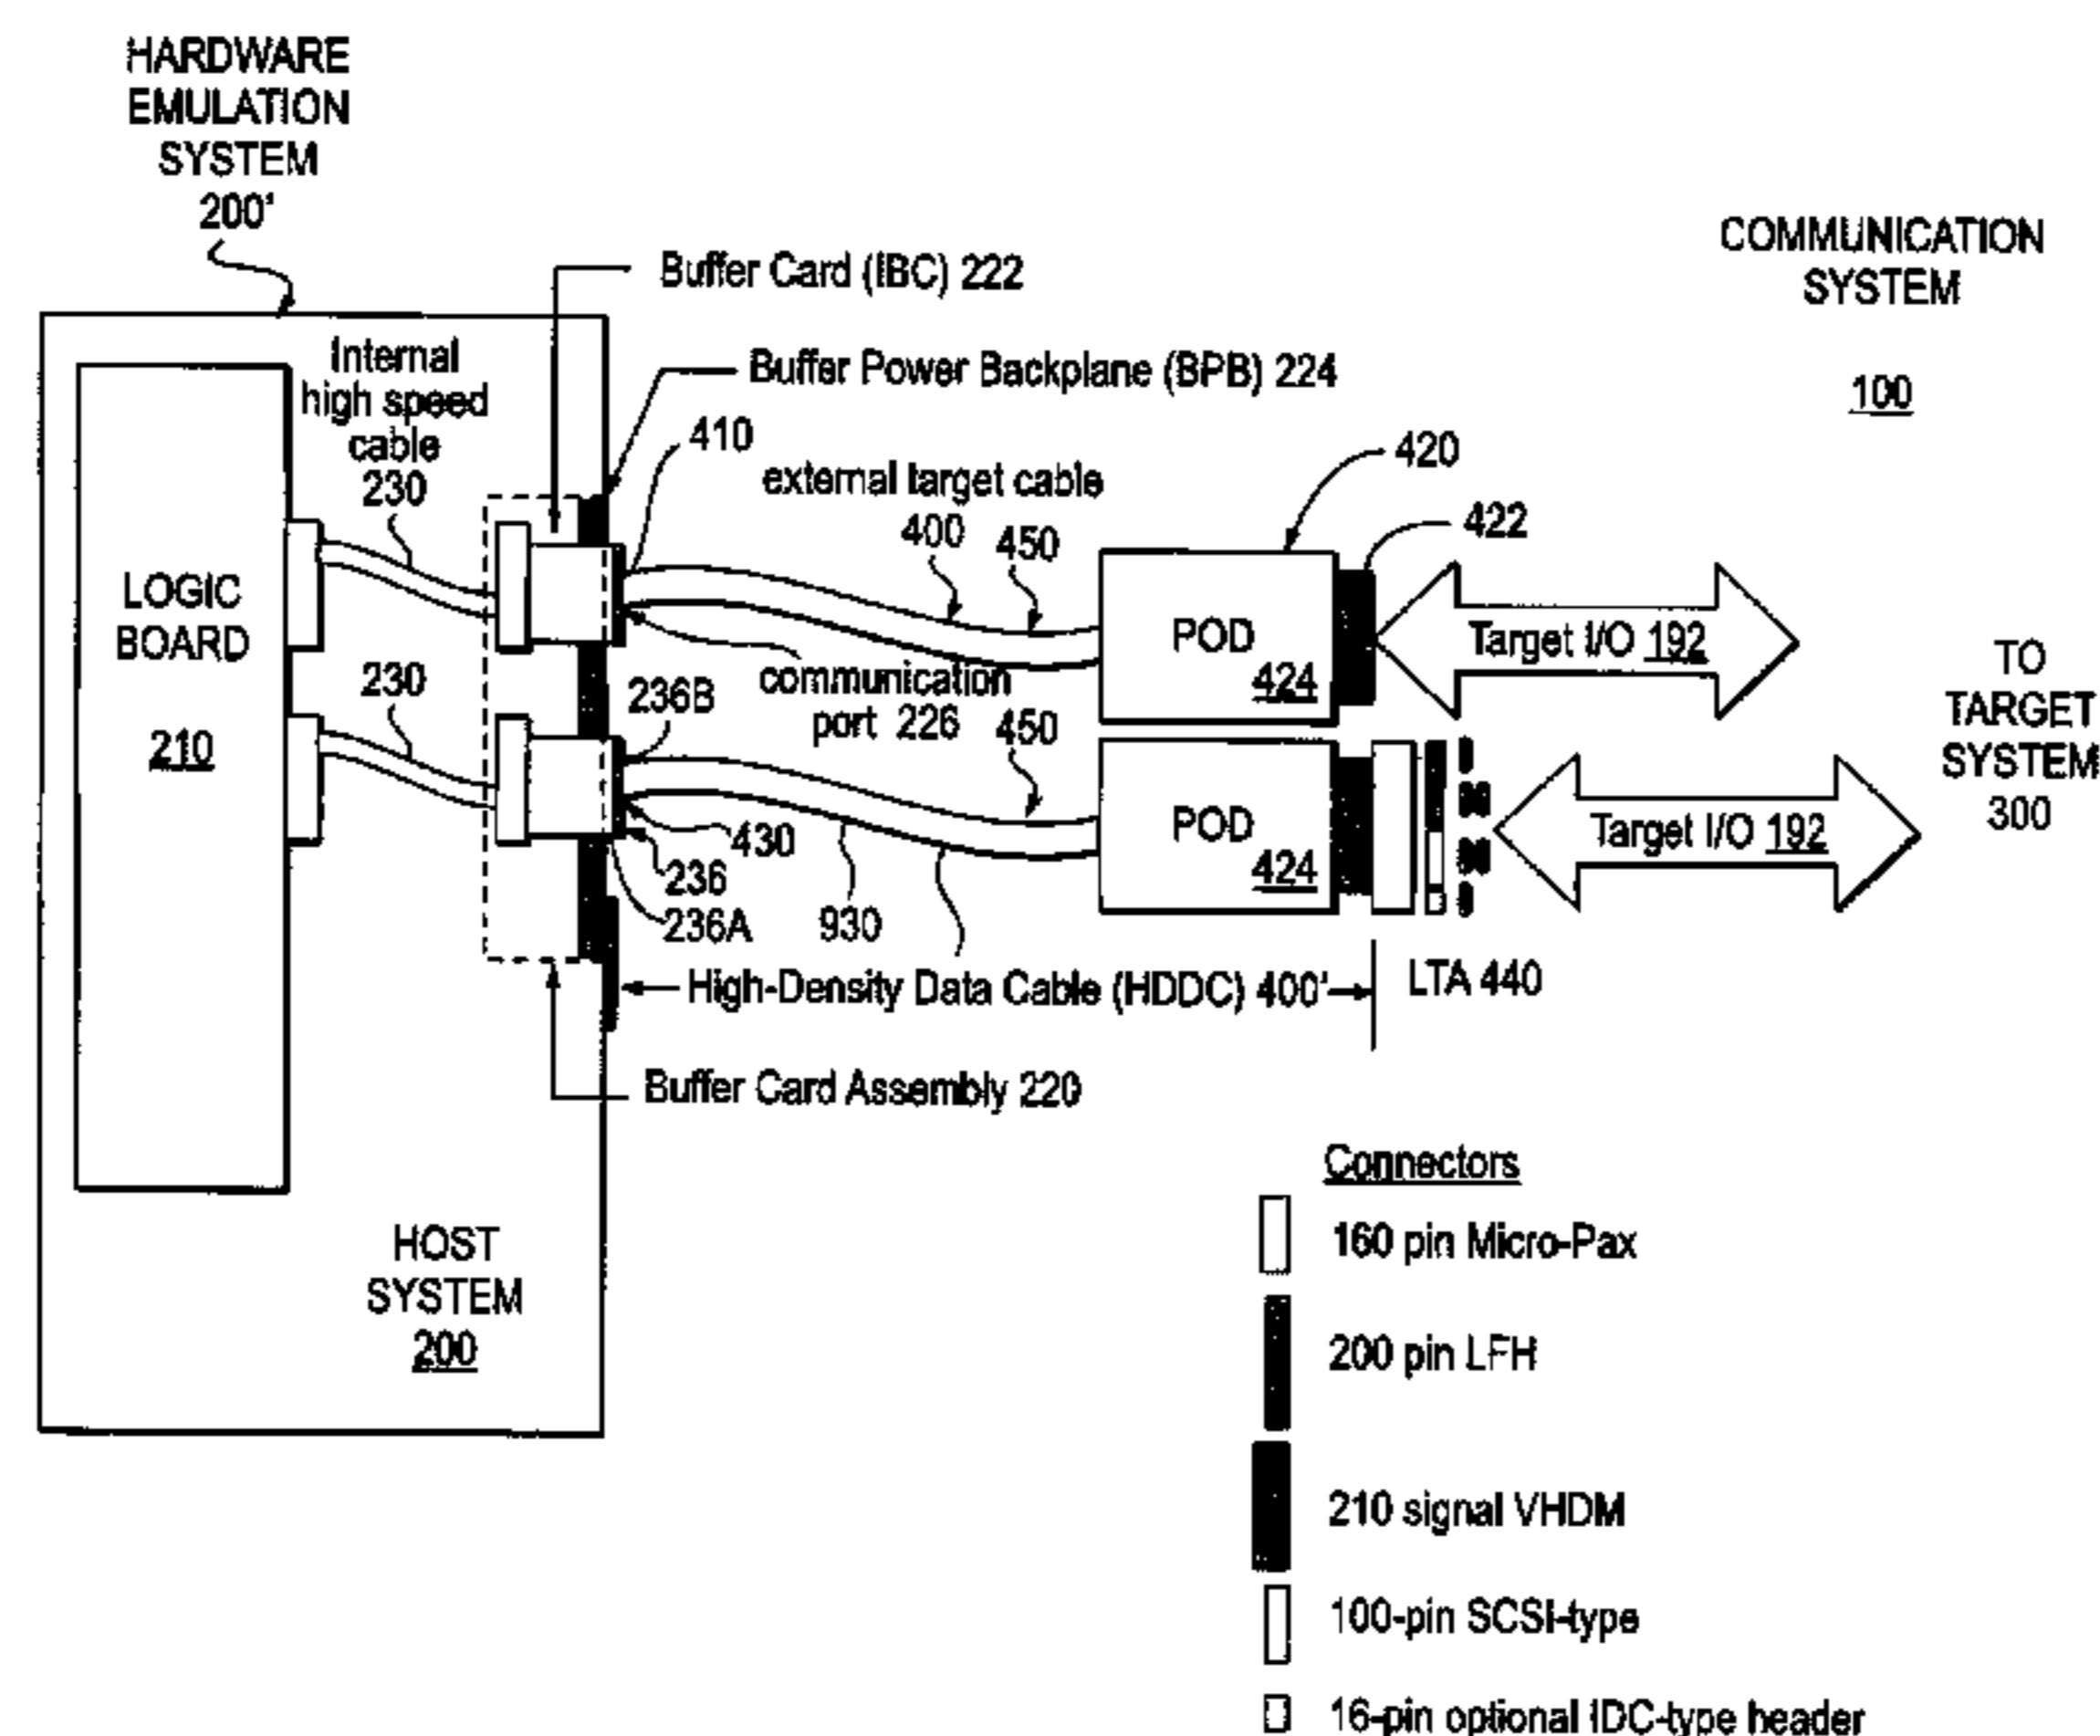 HARDWARE
EMULATION
SYSTEM
200'
Buffer Card (IBC) 222
COMMUNICATION
SYSTEM
100
Internal
high speed
cable
230
Buffer Power Backplane (BPB) 224
410
external target cable
400
450
420
422
LOGIC
BOARD
210
230
communication
port 226
236B
450
POD
424
Target I/O 192
TO
TARGET
SYSTEM
300
430
236
236A
930
POD
424
Target I/O 192
High-Density Data Cable (HDDC) 400'
LTA 440
Buffer Card Assembly 220
HOST
SYSTEM
200
Connectors
160 pin Micro-Pax
200 pin LFH
210 signal VHDM
100-pin SCSI-type
16-pin optional IDC-type header